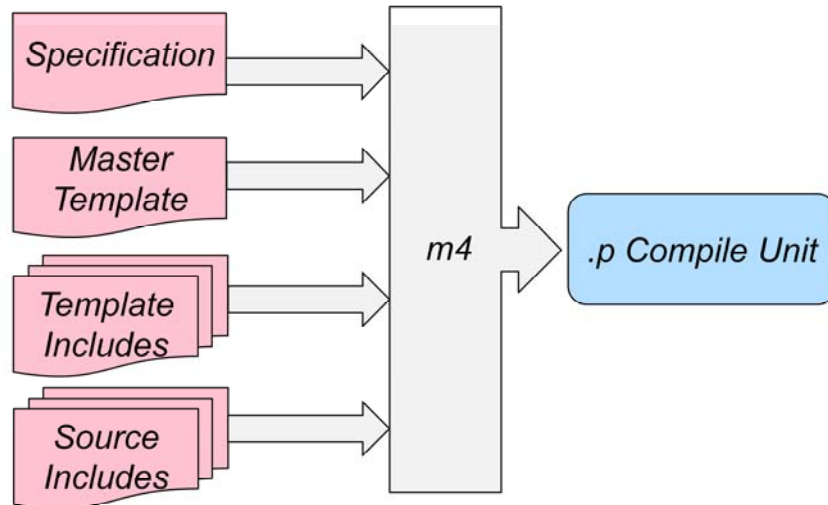 Specification
Master
Template
Template
Includes
Source
Includes
m4
.p Compile Unit